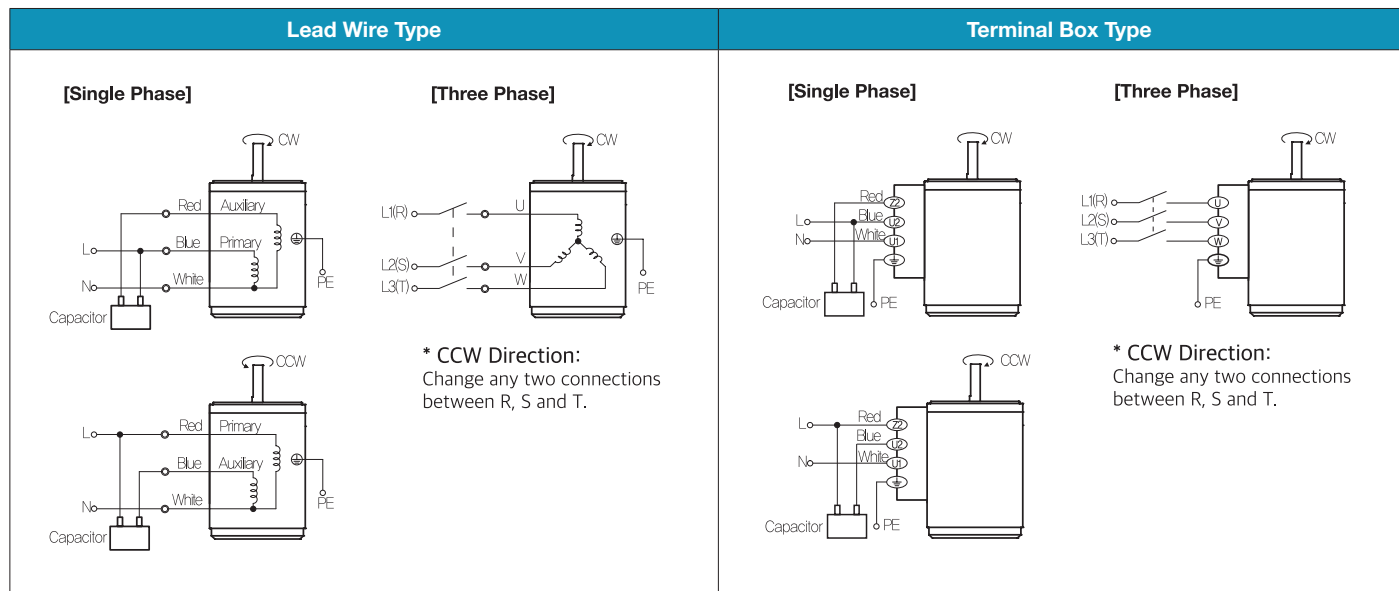 Lead Wire Type
[Single Phase]
[Three Phase]
CW
Red Auxiliary
L Blue Primary
N White
PE
Capacitor
CW
L1(R) U
L2(S) V
L3(T) W
PE
CCW
L Red Primary
Blue Auxiliary
N White
PE
Capacitor
* CCW Direction:
Change any two connections
between R, S and T.
Terminal Box Type
[Single Phase]
[Three Phase]
CW
Red Z2
L Blue U2
N White U1
PE
Capacitor
CW
L1(R) U
L2(S) V
L3(T) W
PE
CCW
L Red Z2
Blue U2
N White U1
PE
Capacitor
* CCW Direction:
Change any two connections
between R, S and T.